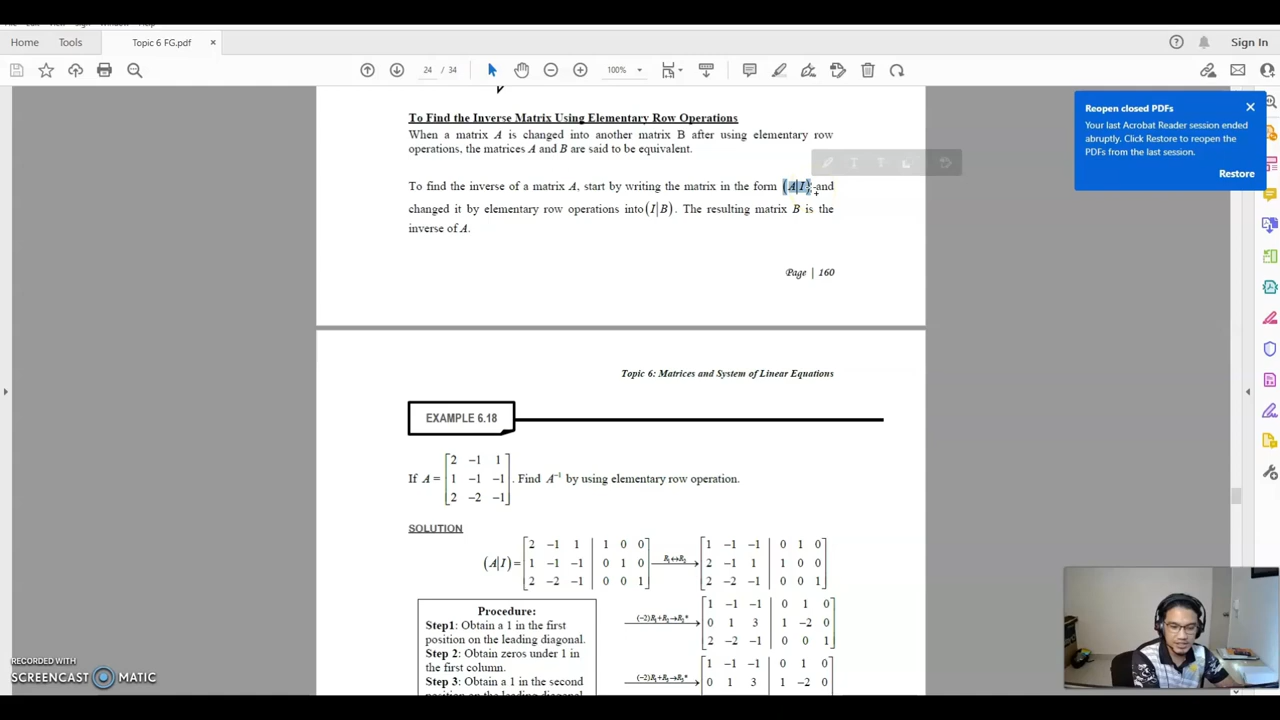 Home Tools Topic 6 FG.pdf × Sign In
24 / 34 100%
Reopen closed PDFs
Your last Acrobat Reader session ended
abruptly. Click Restore to reopen the
PDFs from the last session.
Restore
To Find the Inverse Matrix Using Elementary Row Operations
When a matrix A is changed into another matrix B after using elementary row
operations, the matrices A and B are said to be equivalent.
To find the inverse of a matrix A, start by writing the matrix in the form (A|I) and
changed it by elementary row operations into (I|B). The resulting matrix B is the
inverse of A.
Page | 160
Topic 6: Matrices and System of Linear Equations
EXAMPLE 6.18
2 -1 1
If A = 1 -1 -1 . Find A⁻¹ by using elementary row operation.
2 -2 -1
SOLUTION
2 -1 1 | 1 0 0 1 -1 -1 | 0 1 0
(A|I) = 1 -1 -1 | 0 1 0 R₁↔R₂ 2 -1 1 | 1 0 0
2 -2 -1 | 0 0 1 2 -2 -1 | 0 0 1
1 -1 -1 | 0 1 0
(-2)R₁+R₂→R₂* 0 1 3 | 1 -2 0
2 -2 -1 | 0 0 1
1 -1 -1 | 0 1 0
(-2)R₁+R₃→R₃* 0 1 3 | 1 -2 0
Procedure:
Step1: Obtain a 1 in the first
position on the leading diagonal.
Step 2: Obtain zeros under 1 in
the first column.
Step 3: Obtain a 1 in the second
position on the leading diagonal
RECORDED WITH
SCREENCAST MATIC